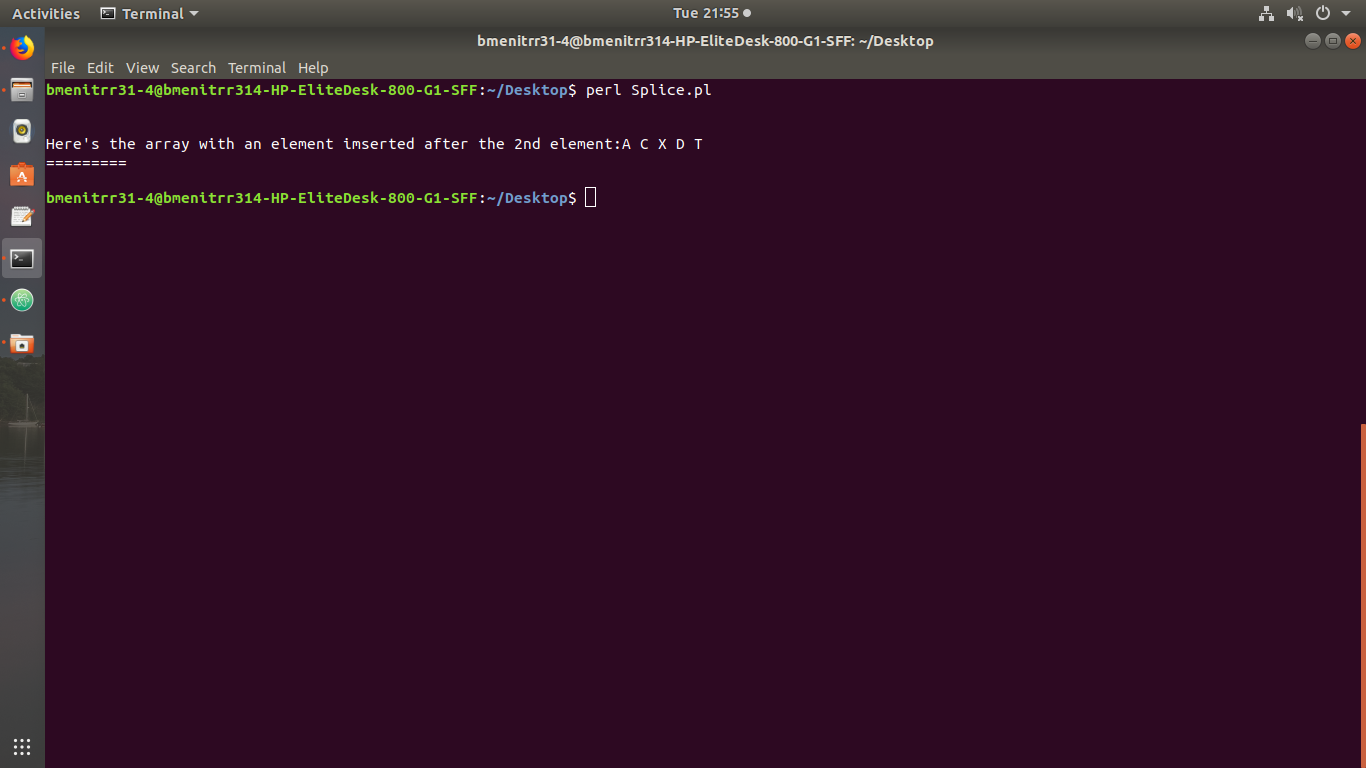 Activities Terminal Tue 21:55
bmenitrr31-4@bmenitrr314-HP-EliteDesk-800-G1-SFF: ~/Desktop
File Edit View Search Terminal Help
bmenitrr31-4@bmenitrr314-HP-EliteDesk-800-G1-SFF:~/Desktop$ perl Splice.pl
Here's the array with an element imserted after the 2nd element:A C X D T
=========
bmenitrr31-4@bmenitrr314-HP-EliteDesk-800-G1-SFF:~/Desktop$